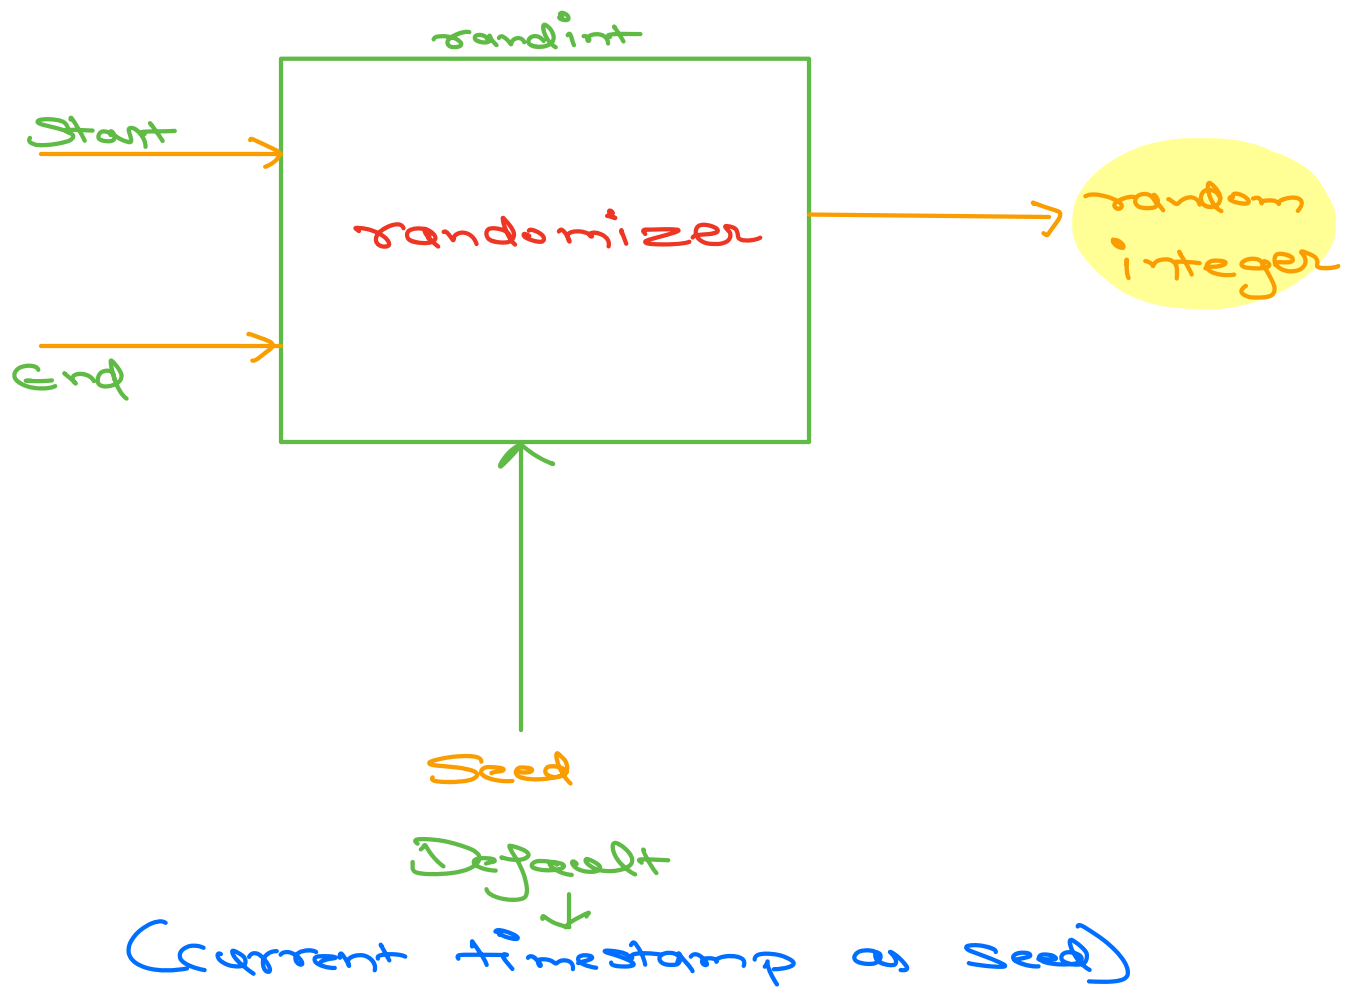 randint
Start
randomizer
random
integer
End
Seed
Default
(current timestamp as seed)